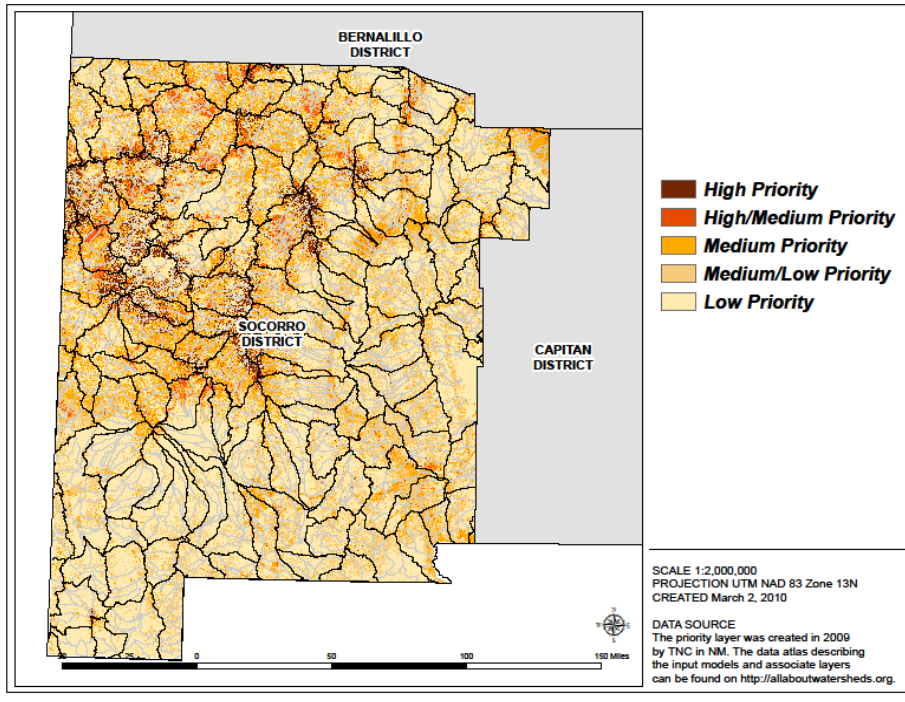 BERNALILLO
DISTRICT
High Priority
High/Medium Priority
Medium Priority
Medium/Low Priority
Low Priority
SOCORRO
DISTRICT
CAPITAN
DISTRICT
SCALE 1:2,000,000
PROJECTION UTM NAD 83 Zone 13N
CREATED March 2, 2010
DATA SOURCE
The priority layer was created in 2009
by TNC in NM. The data atlas describing
the input models and associate layers
can be found on http://allaboutwatersheds.org.
N
S
50 25 0 50 100 150 Miles